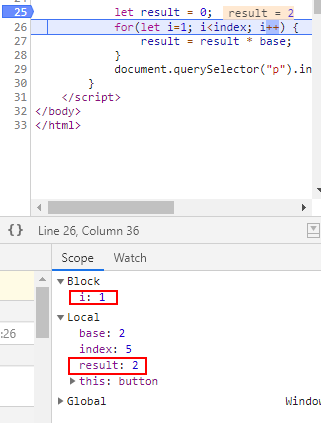 25 let result = 0; result = 2
26 for(let i=1; i<index; i++) {
27 result = result * base;
28 }
29 document.querySelector("p").in
30 }
31 </script>
32 </body>
33 </html>
{} Line 26, Column 36
Scope Watch
Block
i: 1
Local
base: 2
:26
index: 5
result: 2
this: button
Global Window